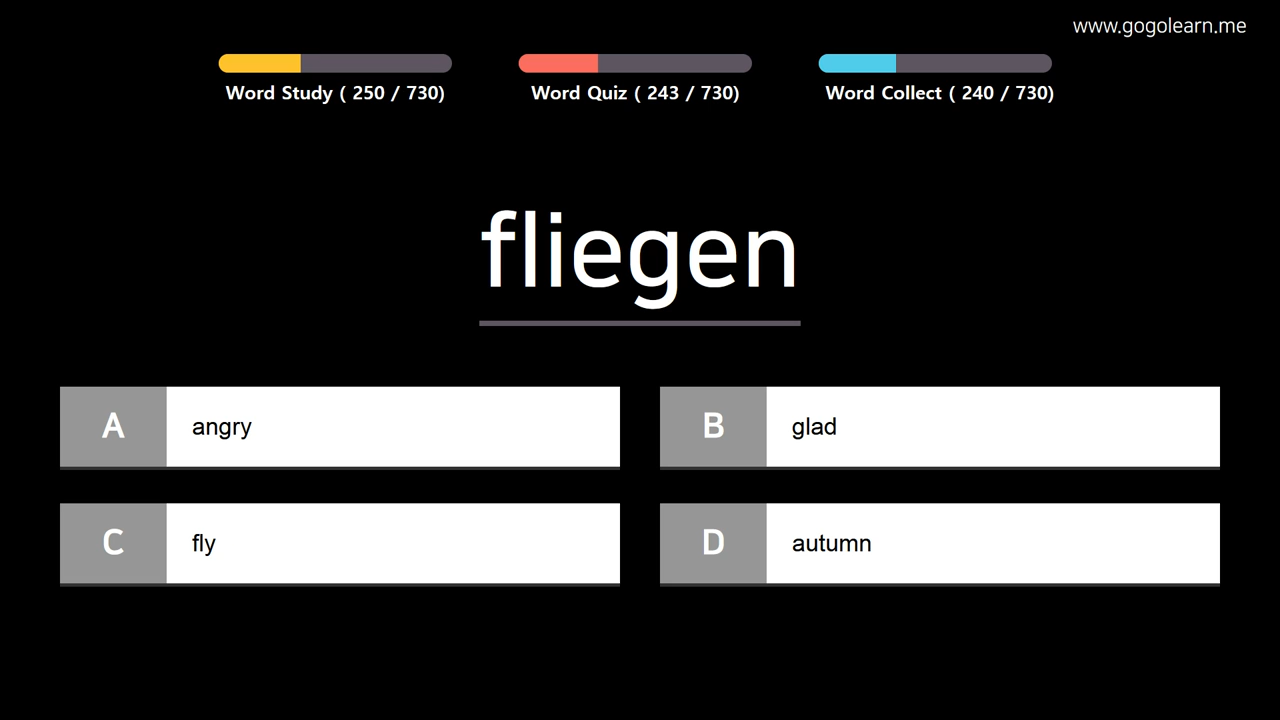 www.gogolearn.me
Word Study ( 250 / 730)
Word Quiz ( 243 / 730)
Word Collect ( 240 / 730)
fliegen
A angry
B glad
C fly
D autumn